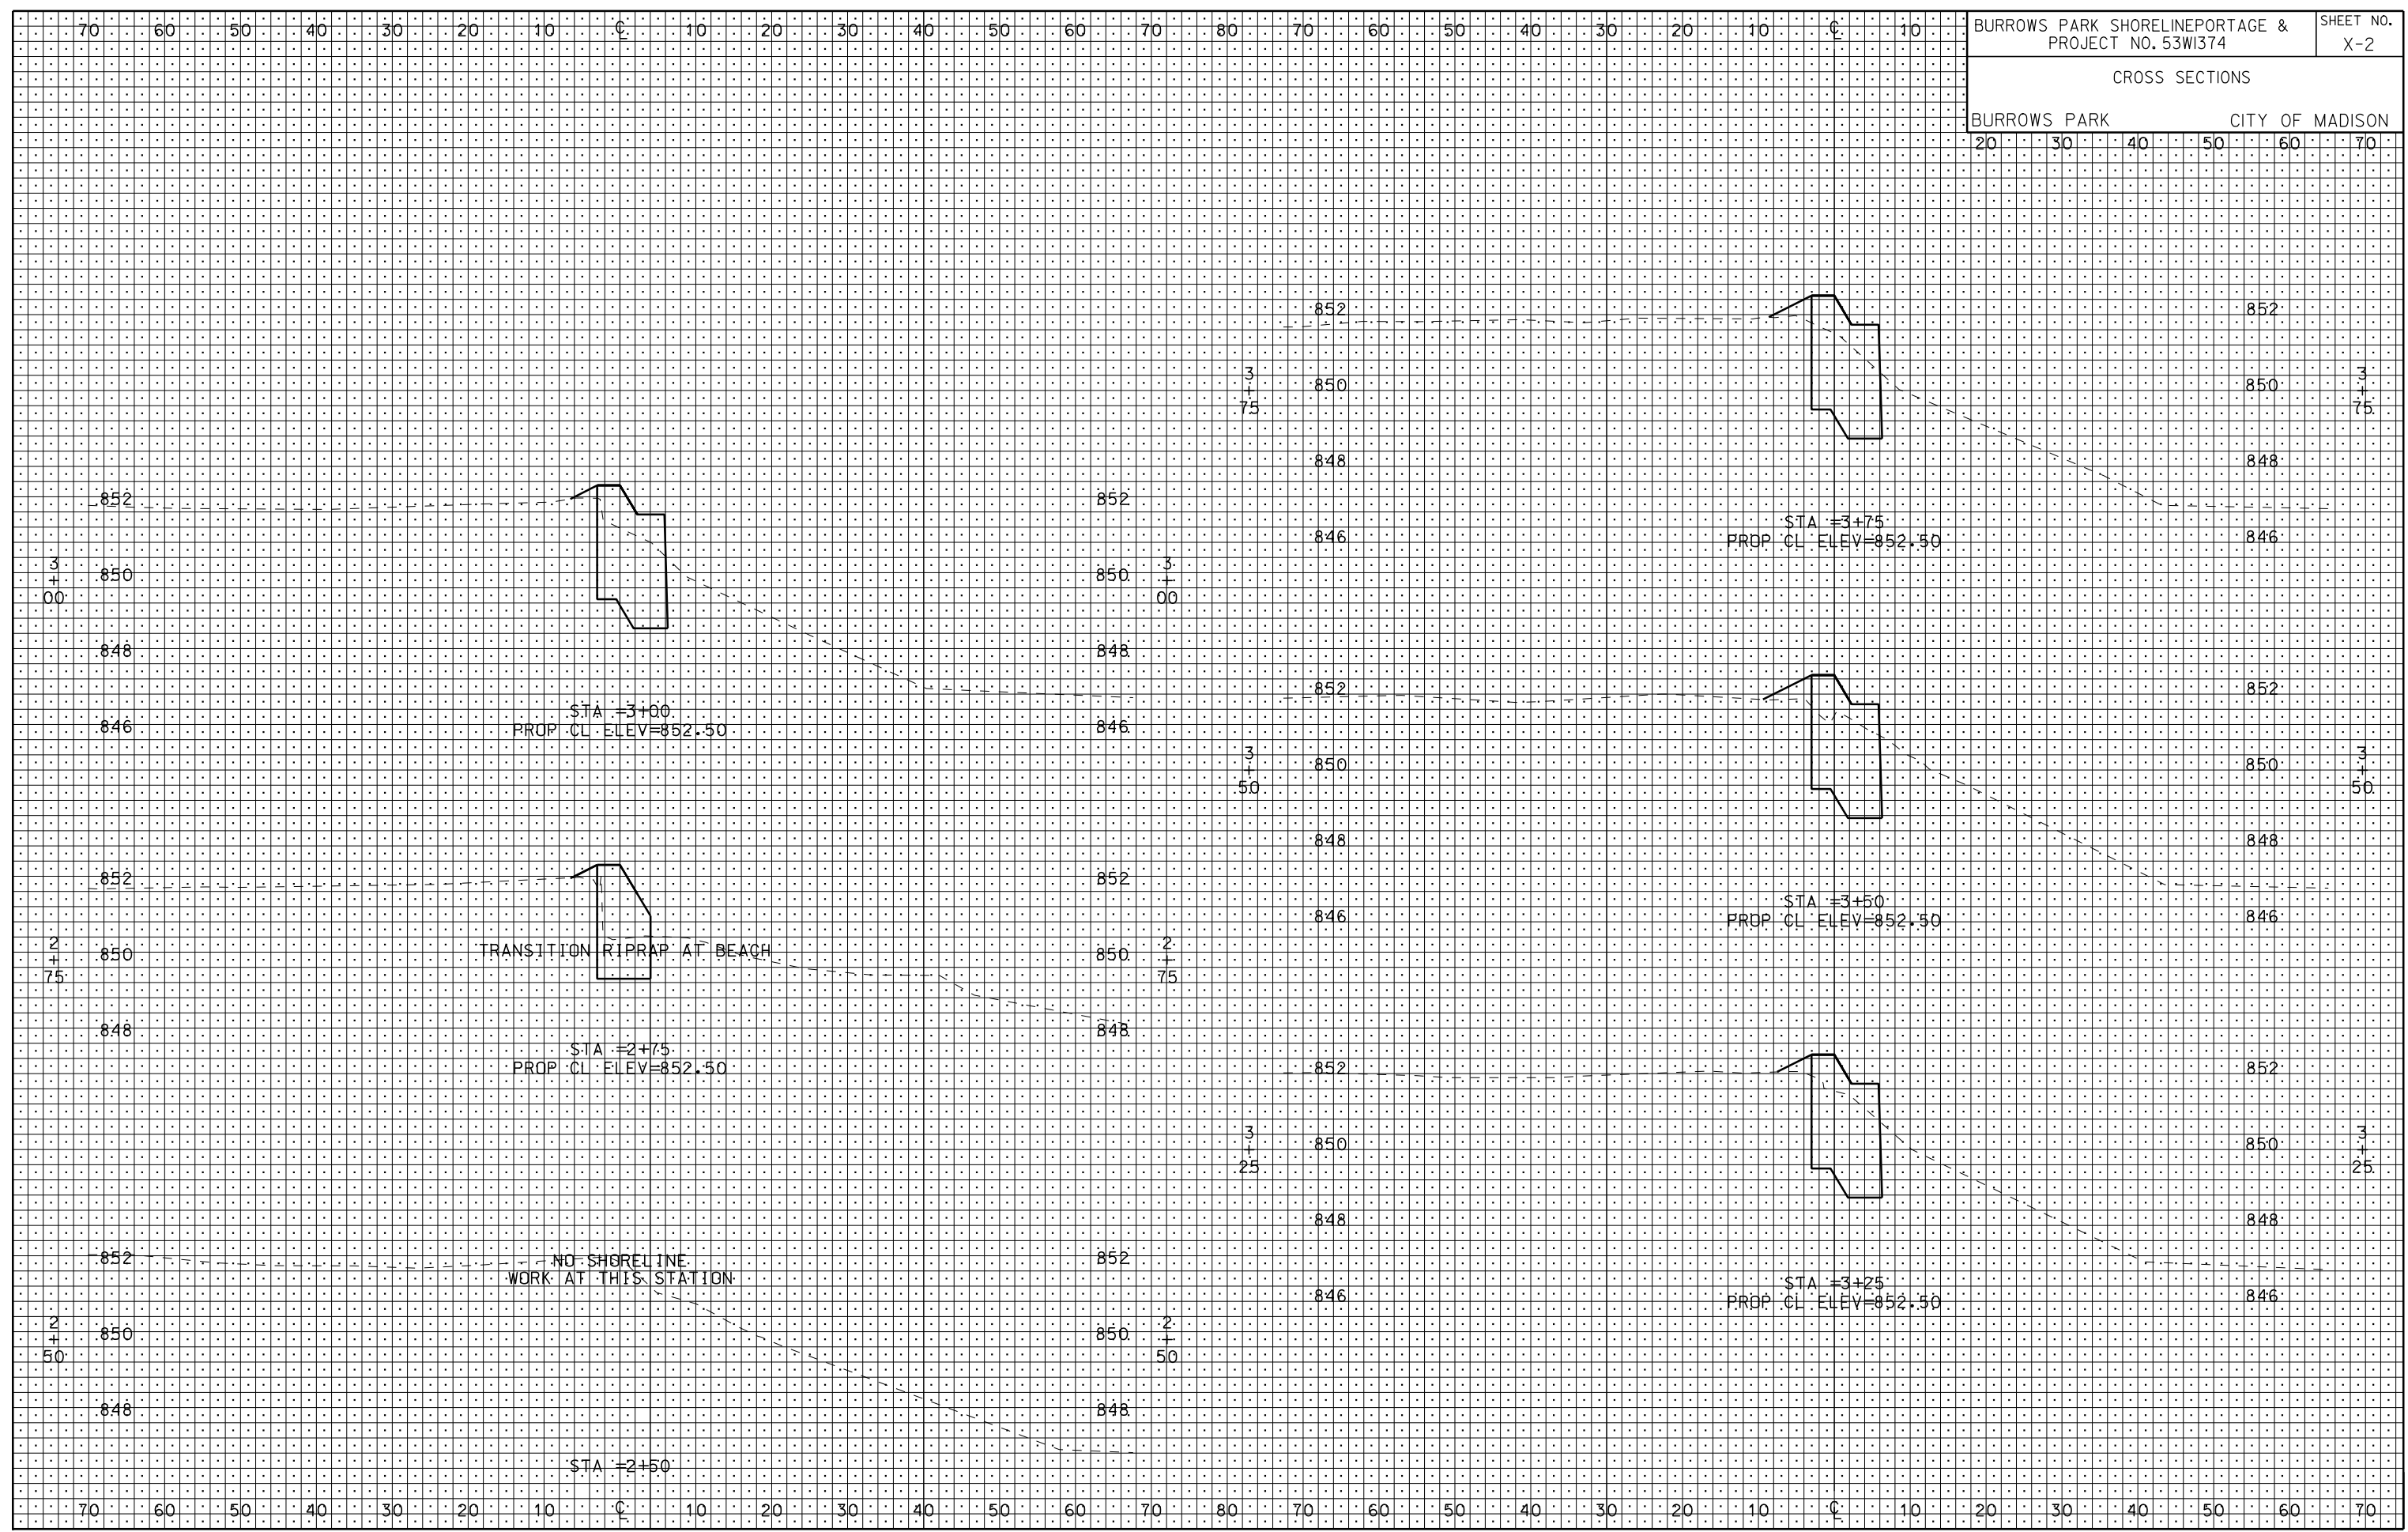 70 60 50 40 30 20 10 C̵L 10 20 30 40 50 60 70 80 70 60 50 40 30 20 10 C̵L 10
BURROWS PARK SHORELINEPORTAGE &
PROJECT NO. 53WI374
SHEET NO.
X-2
CROSS SECTIONS
BURROWS PARK CITY OF MADISON
20 30 40 50 60 70
852 852
3+75 850 850 3+75
848 848
846 846
STA =3+75
PROP CL ELEV=852.50
852 852
3+00 850 850 3+00
848 848
846 846
STA =3+00
PROP CL ELEV=852.50
852 852
3+50 850 850 3+50
848 848
846 846
STA =3+50
PROP CL ELEV=852.50
852 852
2+75 850 850 2+75
TRANSITION RIPRAP AT BEACH
848 848
STA =2+75
PROP CL ELEV=852.50
852 852
3+25 850 850 3+25
848 848
846 846
STA =3+25
PROP CL ELEV=852.50
852 852
NO SHORELINE
WORK AT THIS STATION
2+50 850 850 2+50
848 848
STA =2+50
70 60 50 40 30 20 10 C̵L 10 20 30 40 50 60 70 70 60 50 40 30 20 10 C̵L 10 20 30 40 50 60 70